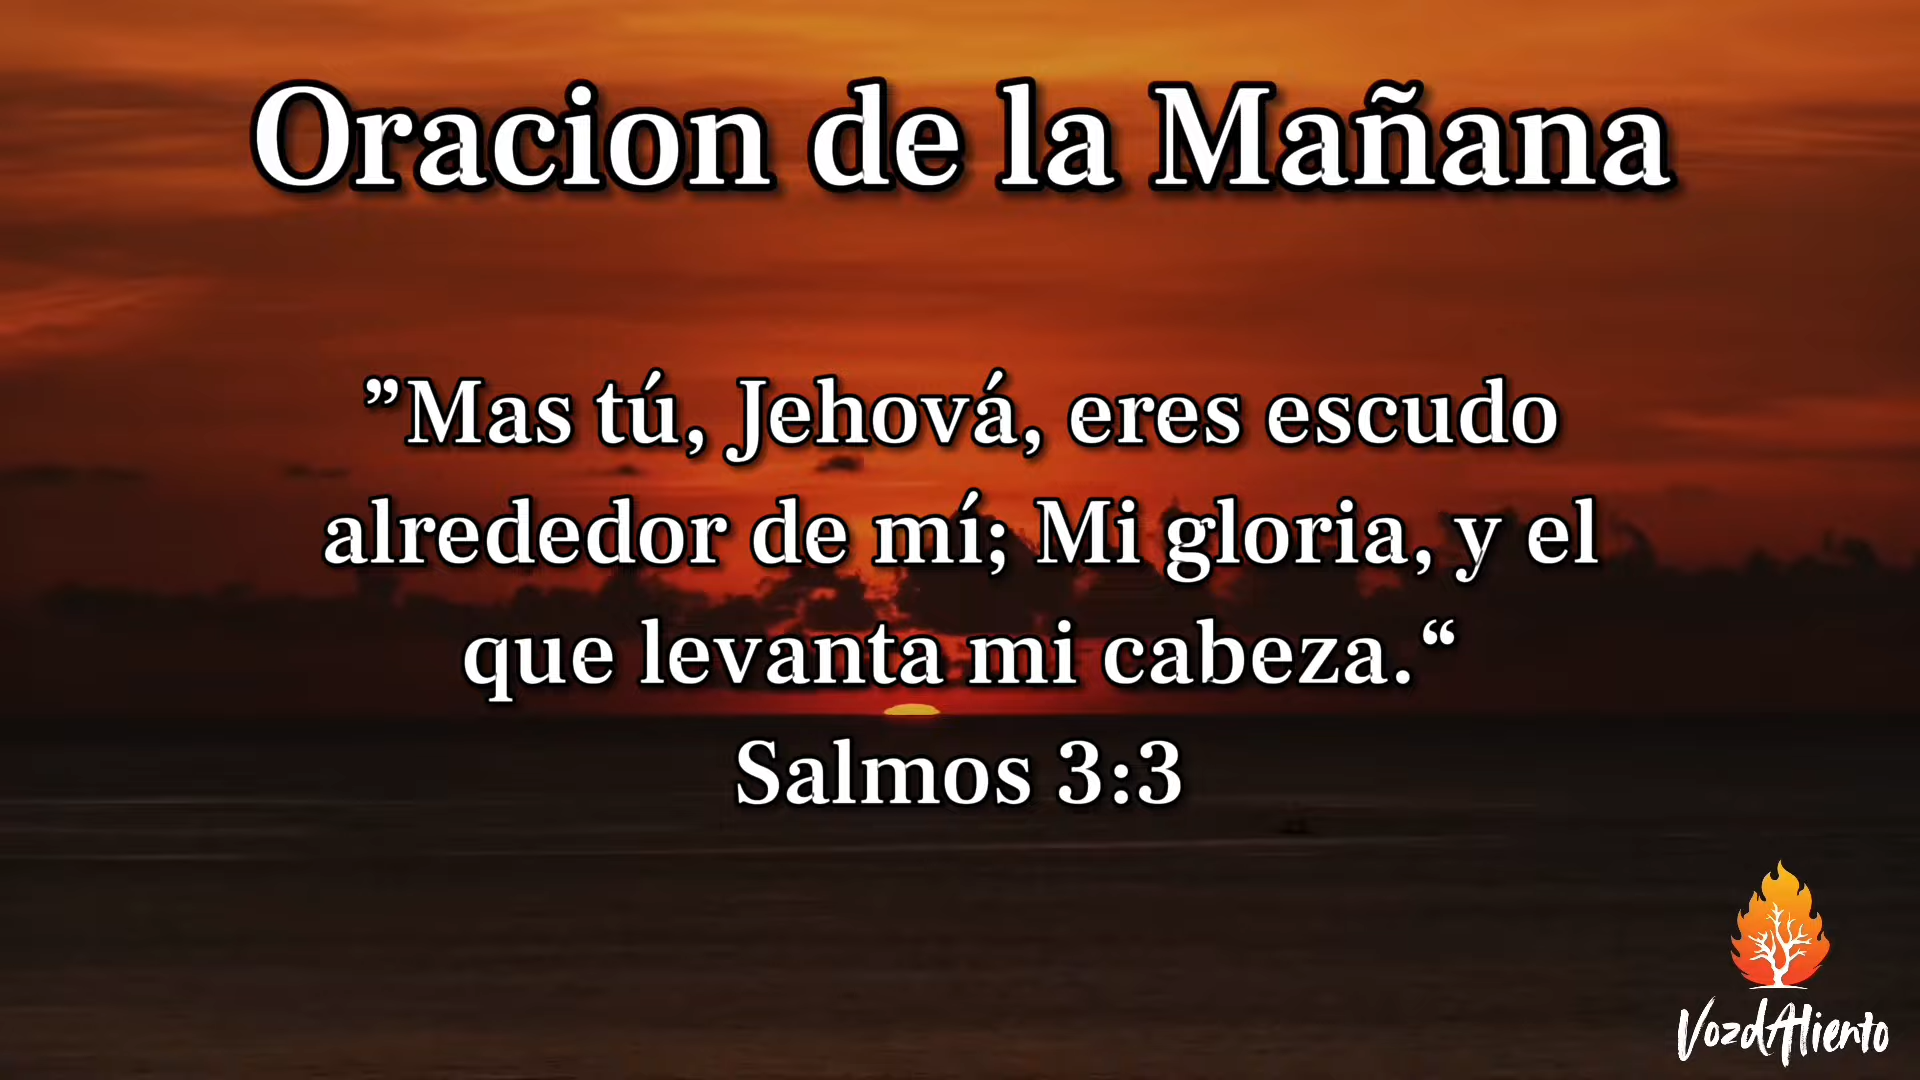 Oracion de la Mañana
”Mas tú, Jehová, eres escudo
alrededor de mí; Mi gloria, y el
que levanta mi cabeza.“
Salmos 3:3
VozdAliento